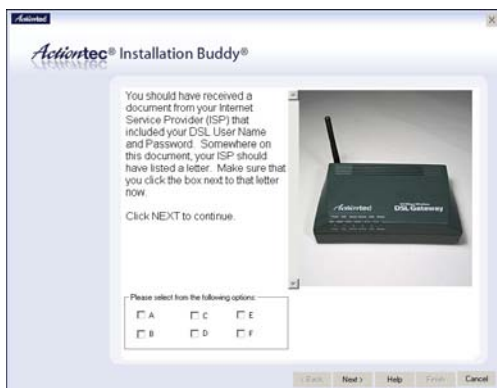 Actiontec
Actiontec® Installation Buddy®
You should have received a
document from your Internet
Service Provider (ISP) that
included your DSL User Name
and Password. Somewhere on
this document, your ISP should
have listed a letter. Make sure that
you click the box next to that letter
now.
Click NEXT to continue.
Actiontec
DSL Gateway
Please select from the following options:
A C E
B D F
< Back Next > Help Finish Cancel